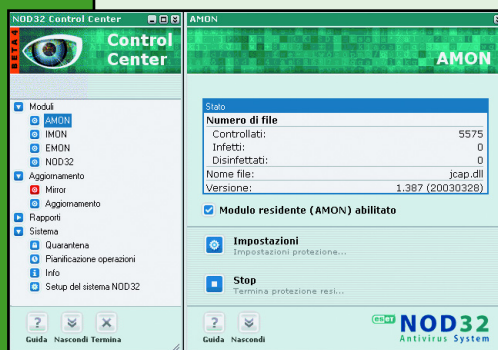 NOD32 Control Center
BETA 4
Control
Center
Moduli
AMON
IMON
EMON
NOD32
Aggiornamento
Mirror
Aggiornamento
Rapporti
Sistema
Quarantena
Pianificazione operazioni
Info
Setup del sistema NOD32
Guida Nascondi Termina
AMON
AMON
Stato
Numero di file
Controllati: 5575
Infetti: 0
Disinfettati: 0
Nome file: jcap.dll
Versione: 1.387 (20030328)
Modulo residente (AMON) abilitato
Impostazioni
Impostazioni protezione...
Stop
Termina protezione resi...
Guida Nascondi
eset NOD32
Antivirus System